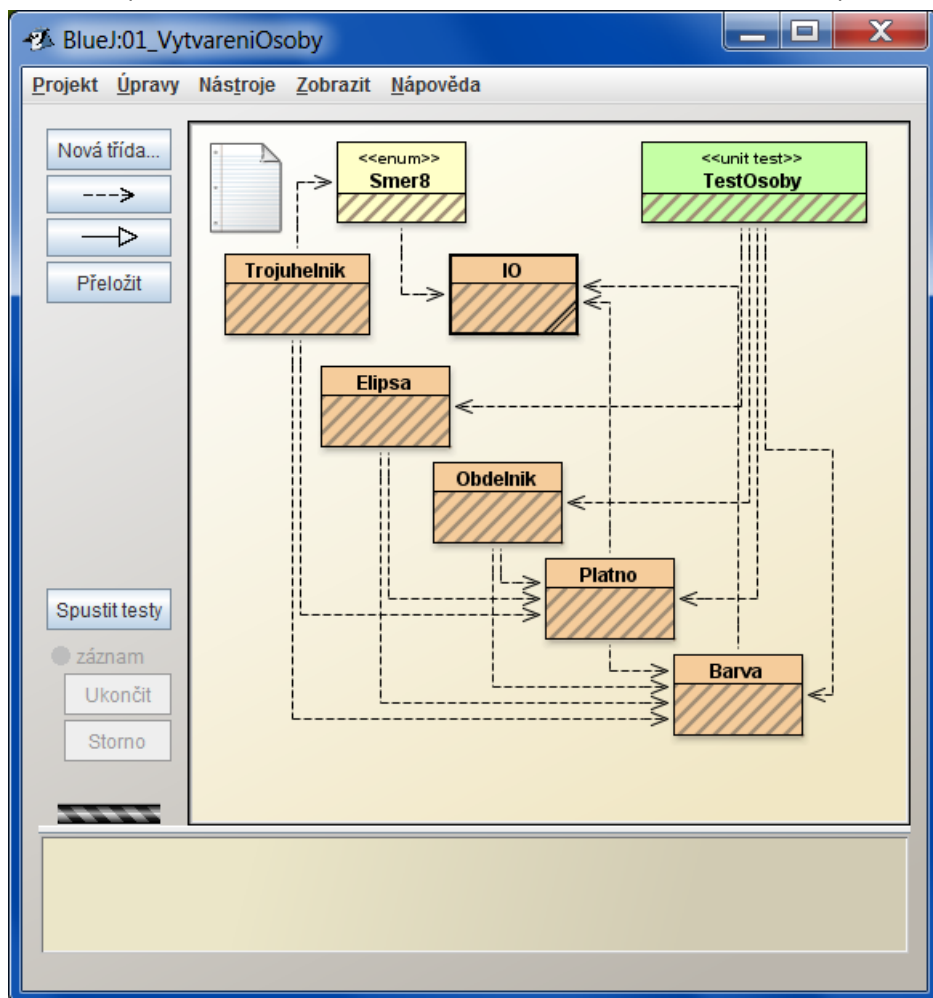 BlueJ:01_VytvareniOsoby
Projekt Úpravy Nástroje Zobrazit Nápověda
Nová třída...
Přeložit
Spustit testy
záznam
Ukončit
Storno
<<enum>>
Smer8
<<unit test>>
TestOsoby
Trojuhelnik
IO
Elipsa
Obdelnik
Platno
Barva